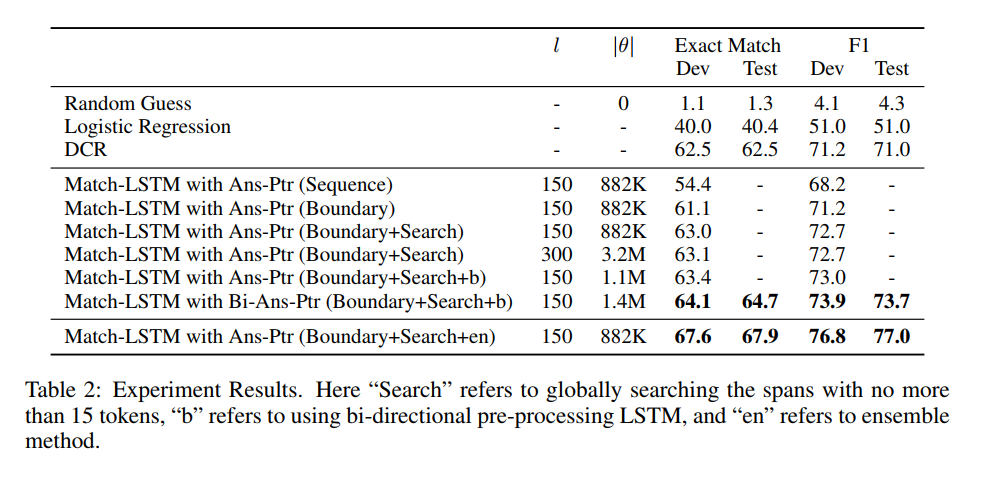 l |θ| Exact Match F1
Dev Test Dev Test
Random Guess - 0 1.1 1.3 4.1 4.3
Logistic Regression - - 40.0 40.4 51.0 51.0
DCR - - 62.5 62.5 71.2 71.0
Match-LSTM with Ans-Ptr (Sequence) 150 882K 54.4 - 68.2 -
Match-LSTM with Ans-Ptr (Boundary) 150 882K 61.1 - 71.2 -
Match-LSTM with Ans-Ptr (Boundary+Search) 150 882K 63.0 - 72.7 -
Match-LSTM with Ans-Ptr (Boundary+Search) 300 3.2M 63.1 - 72.7 -
Match-LSTM with Ans-Ptr (Boundary+Search+b) 150 1.1M 63.4 - 73.0 -
Match-LSTM with Bi-Ans-Ptr (Boundary+Search+b) 150 1.4M 64.1 64.7 73.9 73.7
Match-LSTM with Ans-Ptr (Boundary+Search+en) 150 882K 67.6 67.9 76.8 77.0
Table 2: Experiment Results. Here “Search” refers to globally searching the spans with no more
than 15 tokens, “b” refers to using bi-directional pre-processing LSTM, and “en” refers to ensemble
method.